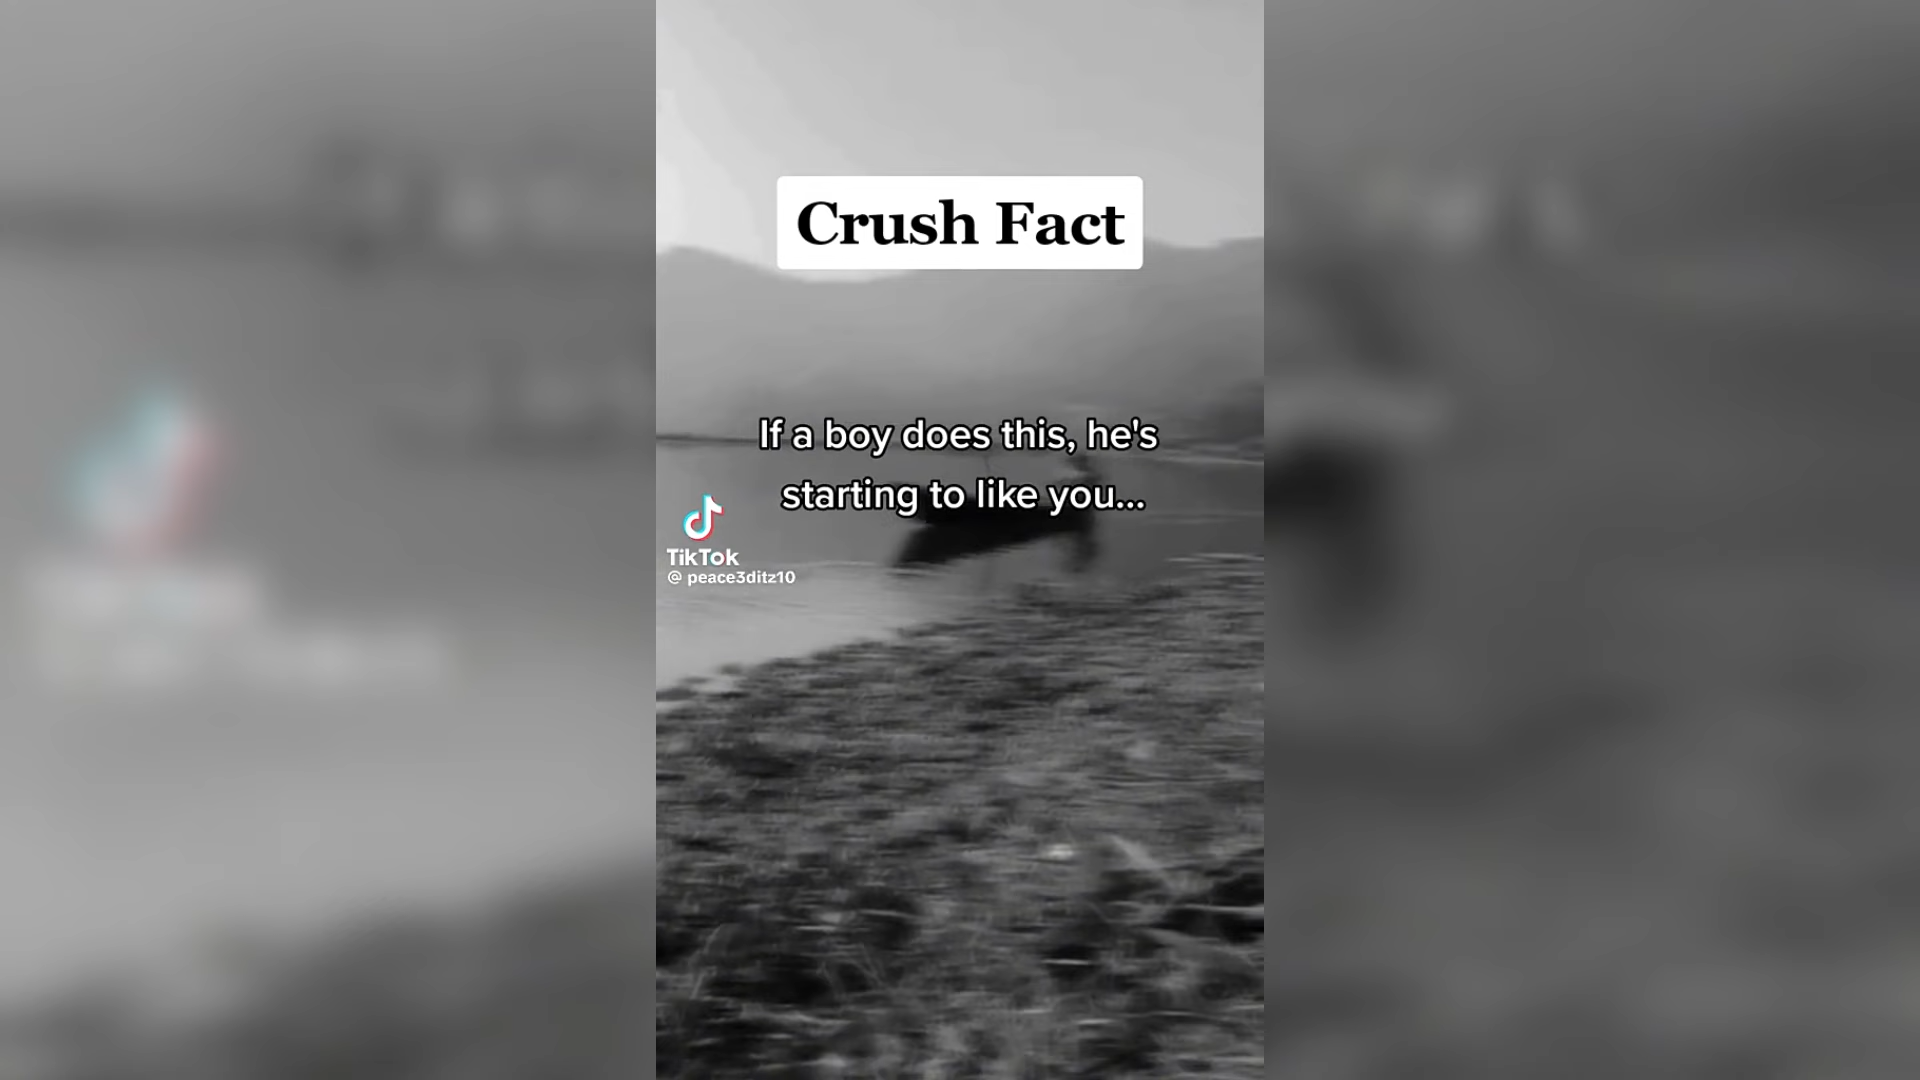 Crush Fact
If a boy does this, he's
starting to like you...
TikTok
@ peace3ditz10